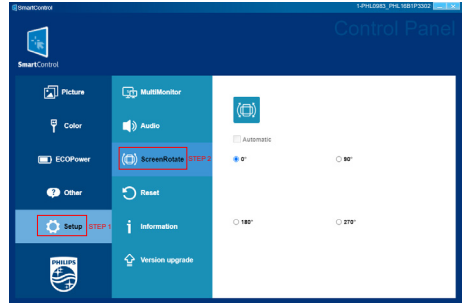 SmartControl
1-PHL0983_PHL16B1P3302
Control Panel
SmartControl
Picture
Color
ECOPower
Other
Setup
STEP 1
PHILIPS
MultiMonitor
Audio
ScreenRotate
STEP 2
Reset
Information
Version upgrade
Automatic
0°
90°
180°
270°